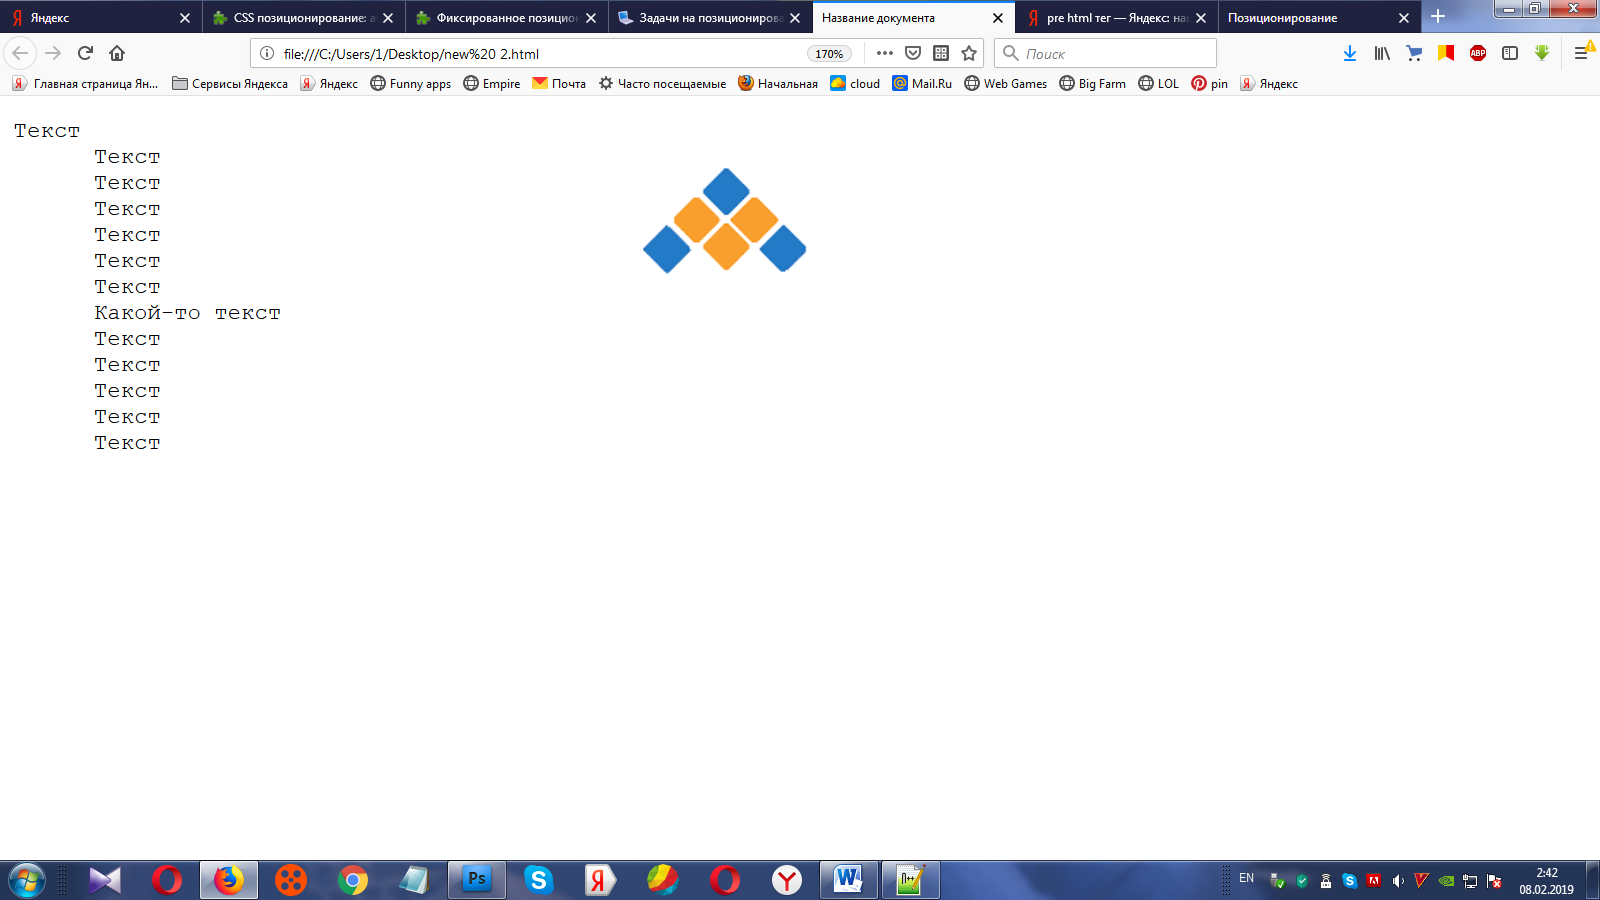 Яндекс
CSS позиционирование: а
Фиксированное позицион
Задачи на позициониров
Название документа
pre html тег — Яндекс: на
Позиционирование
file:///C:/Users/1/Desktop/new%20 2.html
170%
Поиск
Главная страница Ян...
Сервисы Яндекса
Яндекс
Funny apps
Empire
Почта
Часто посещаемые
Начальная
cloud
Mail.Ru
Web Games
Big Farm
LOL
pin
Яндекс
Текст
Текст
Текст
Текст
Текст
Текст
Текст
Какой-то текст
Текст
Текст
Текст
Текст
Текст
EN
2:42
08.02.2019